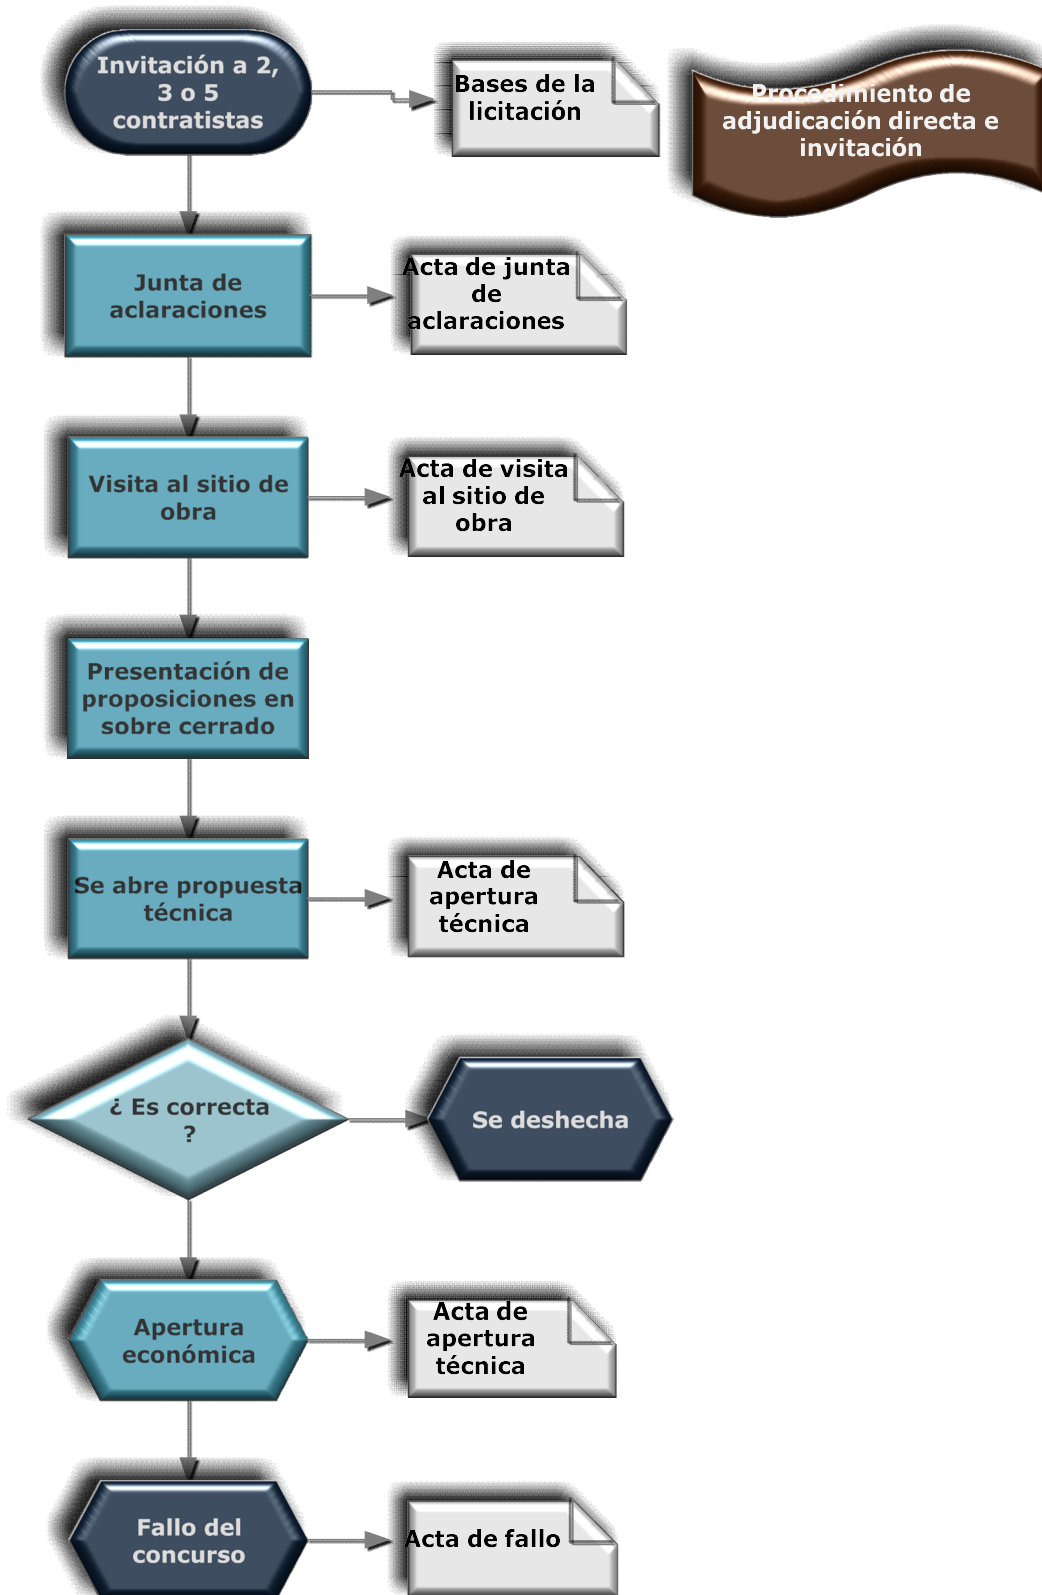 Invitación a 2,
3 o 5
contratistas
Bases de la
licitación
Procedimiento de
adjudicación directa e
invitación
Junta de
aclaraciones
Acta de junta
de
aclaraciones
Visita al sitio de
obra
Acta de visita
al sitio de
obra
Presentación de
proposiciones en
sobre cerrado
Se abre propuesta
técnica
Acta de
apertura
técnica
¿ Es correcta
?
Se deshecha
Apertura
económica
Acta de
apertura
técnica
Fallo del
concurso
Acta de fallo